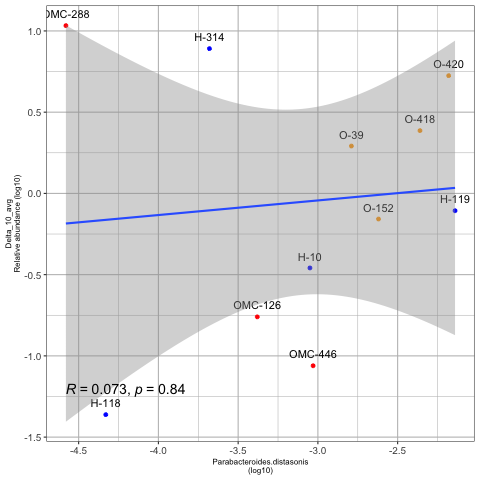 OMC-288
H-314
O-420
O-418
O-39
H-119
O-152
H-10
OMC-126
OMC-446
R = 0.073, p = 0.84
H-118
1.0
0.5
0.0
-0.5
-1.0
-1.5
-4.5 -4.0 -3.5 -3.0 -2.5
Delta_10_avg
Relative abundance (log10)
Parabacteroides.distasonis
(log10)